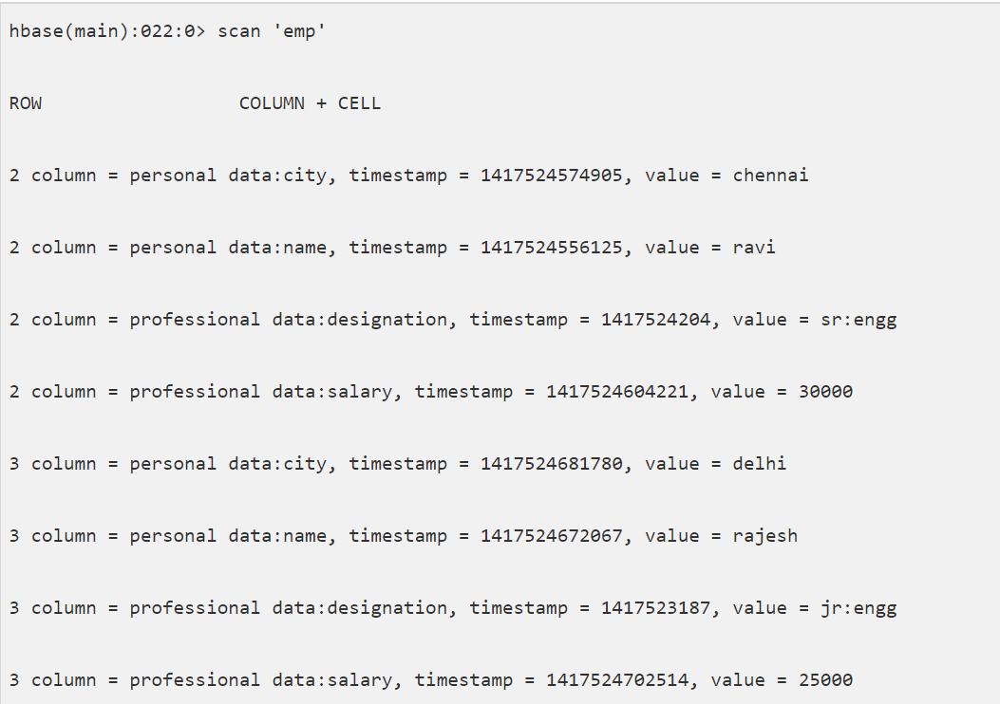 hbase(main):022:0> scan 'emp'
ROW COLUMN + CELL
2 column = personal data:city, timestamp = 1417524574905, value = chennai
2 column = personal data:name, timestamp = 1417524556125, value = ravi
2 column = professional data:designation, timestamp = 1417524204, value = sr:engg
2 column = professional data:salary, timestamp = 1417524604221, value = 30000
3 column = personal data:city, timestamp = 1417524681780, value = delhi
3 column = personal data:name, timestamp = 1417524672067, value = rajesh
3 column = professional data:designation, timestamp = 1417523187, value = jr:engg
3 column = professional data:salary, timestamp = 1417524702514, value = 25000